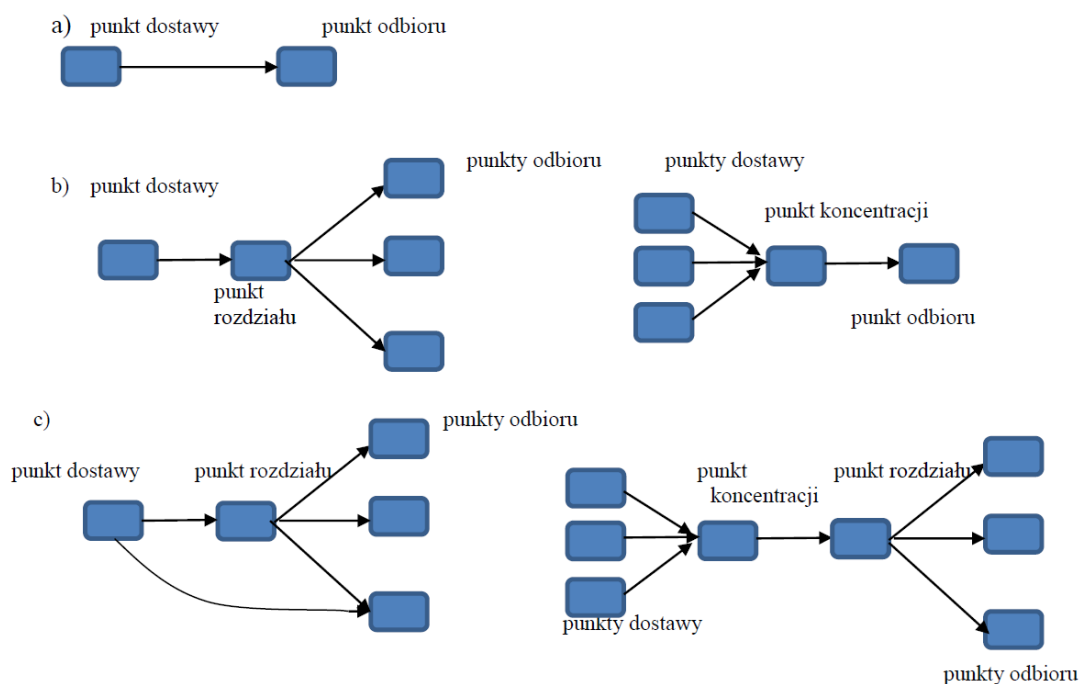 a) punkt dostawy punkt odbioru
punkty odbioru punkty dostawy
b) punkt dostawy
punkt koncentracji
punkt
rozdziału
punkt odbioru
c)
punkty odbioru
punkt dostawy punkt rozdziału
punkt
koncentracji
punkt rozdziału
punkty dostawy
punkty odbioru